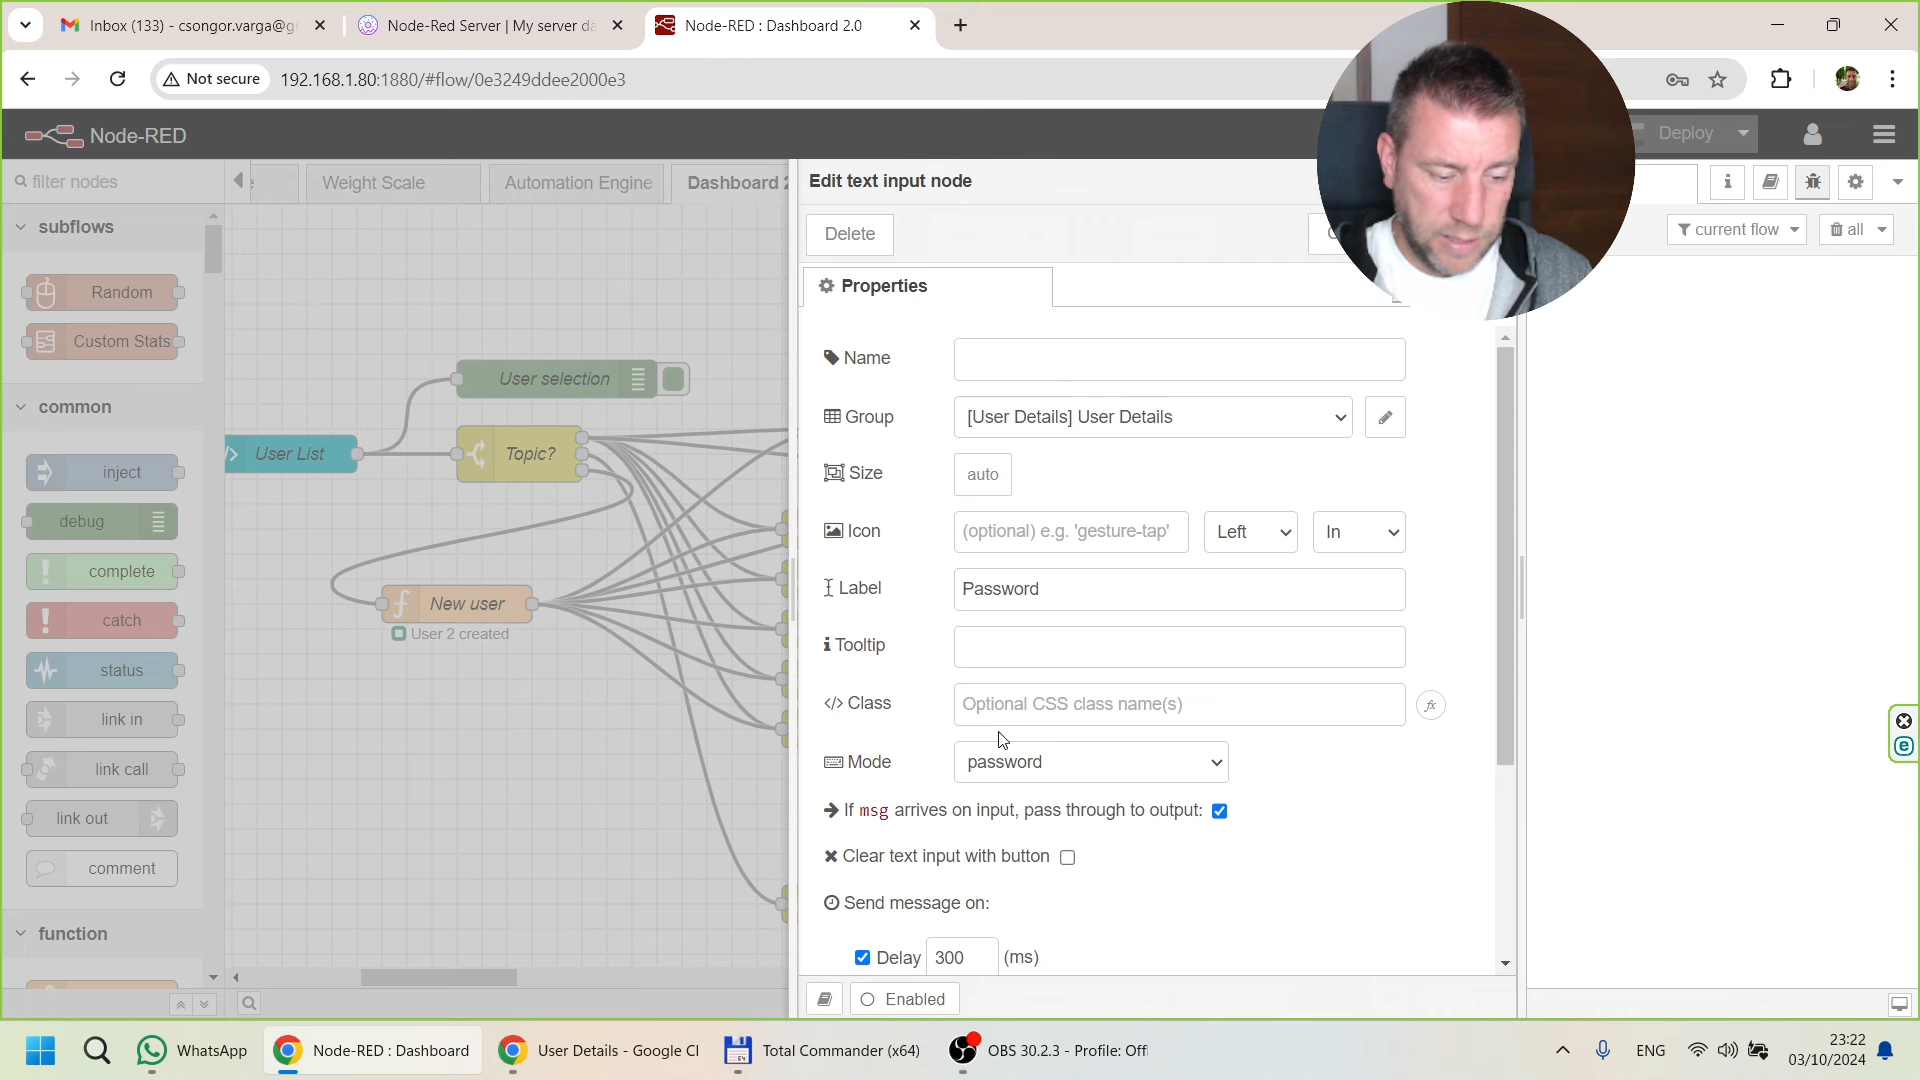 Inbox (133) - csongor.varga@g
Node-Red Server | My server da
Node-RED : Dashboard 2.0
Not secure
192.168.1.80:1880/#flow/0e3249ddee2000e3
Node-RED
Deploy
filter nodes
Weight Scale
Automation Engine
Dashboard 2
Edit text input node
Delete
current flow
all
subflows
Random
Custom Stats
common
inject
debug
complete
catch
status
link in
link call
link out
comment
function
User selection
User List
Topic?
New user
User 2 created
Properties
Name
Group
[User Details] User Details
Size
auto
Icon
(optional) e.g. 'gesture-tap'
Left
In
Label
Password
Tooltip
Class
Optional CSS class name(s)
fx
Mode
password
If msg arrives on input, pass through to output:
Clear text input with button
Send message on:
Delay 300 (ms)
Enabled
WhatsApp
Node-RED : Dashboard
User Details - Google Cl
Total Commander (x64)
OBS 30.2.3 - Profile: Off
ENG
23:22
03/10/2024